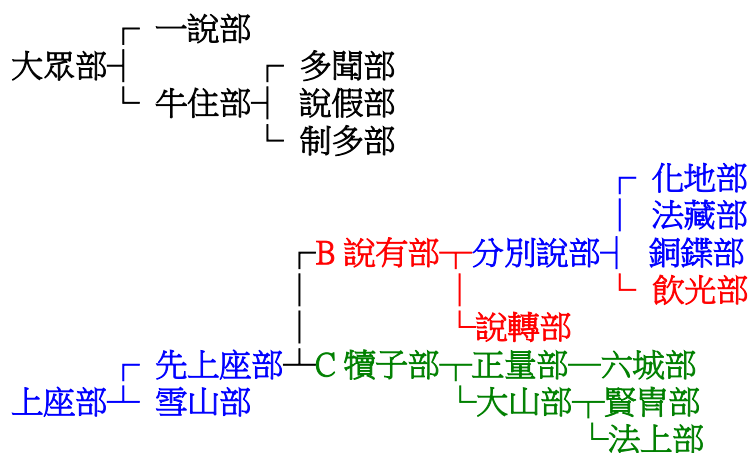 一說部
大眾部
牛住部 多聞部
說假部
制多部
化地部
法藏部
B 說有部 分別說部 銅鍱部
飲光部
說轉部
先上座部 C 犢子部 正量部 六城部
上座部 雪山部 大山部 賢冑部
法上部